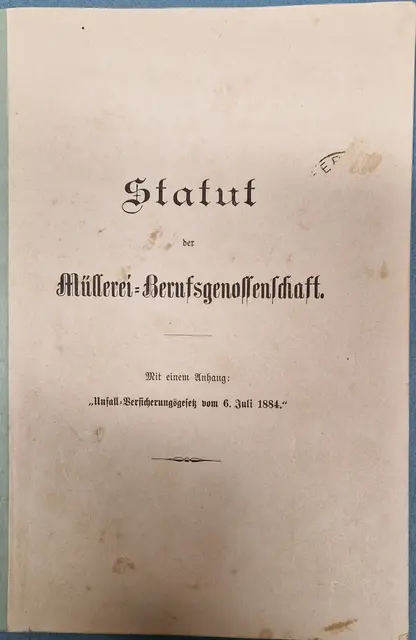 Statut
der
Müllerei-Berufsgenossenschaft.
Mit einem Anhang:
„Unfall-Versicherungsgesetz vom 6. Juli 1884.“